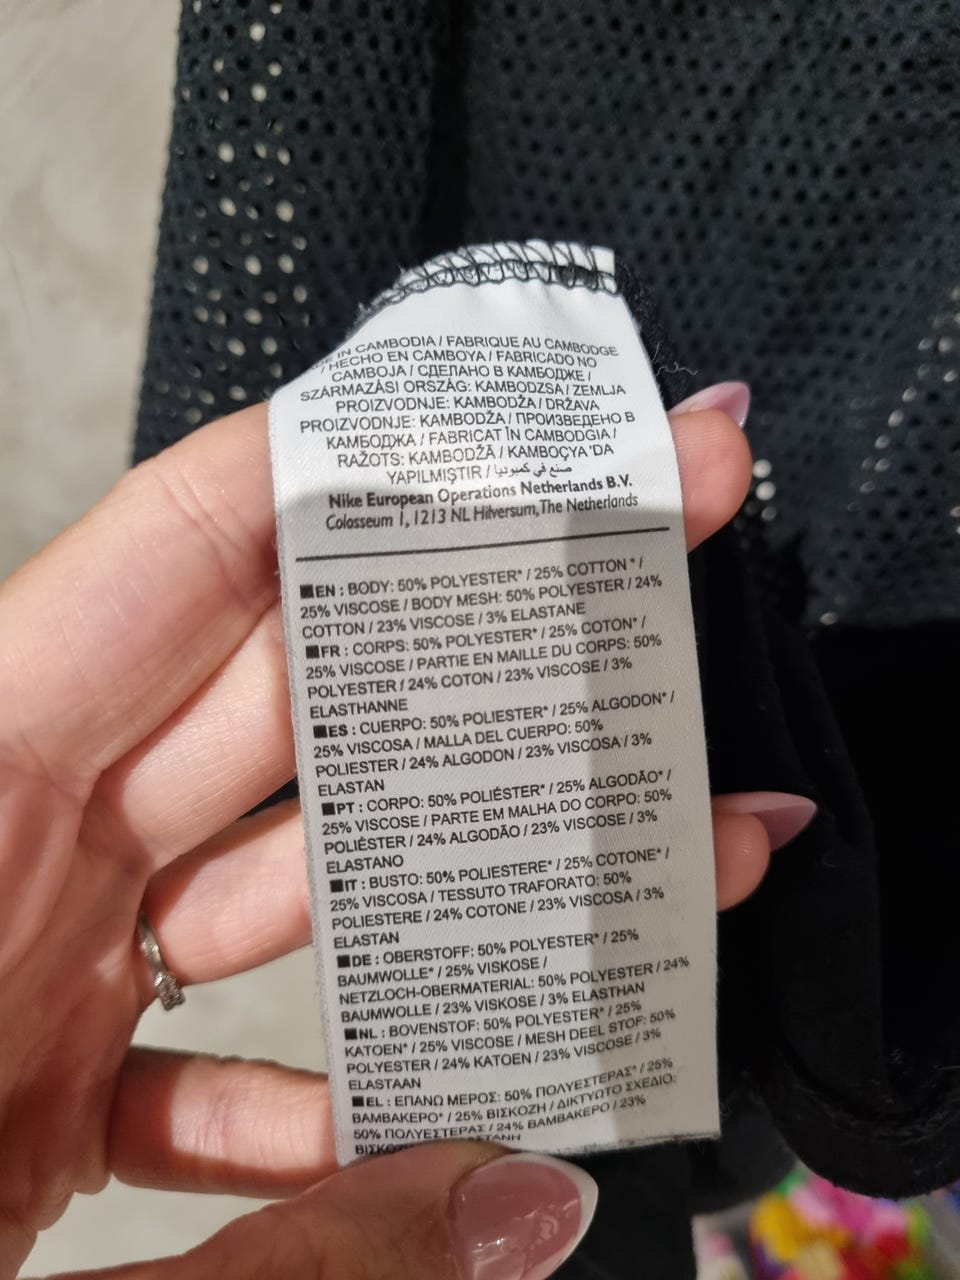 IN CAMBODIA / FABRIQUE AU CAMBODGE
/ HECHO EN CAMBOYA / FABRICADO NO
CAMBOJA / СДЕЛАНО В КАМБОДЖЕ /
SZÁRMAZÁSI ORSZÁG: KAMBODZSA / ZEMLJA
PROIZVODNJE: KAMBODŽA / DRŽAVA
PROIZVODNJE: KAMBODŽA / ПРОИЗВЕДЕНО В
КАМБОДЖА / FABRICAT ÎN CAMBODGIA /
RAŽOTS: KAMBODŽĀ / KAMBOÇYA 'DA
YAPILMIŞTIR / صنع في كمبوديا
Nike European Operations Netherlands B.V.
Colosseum 1, 1213 NL Hilversum, The Netherlands
EN : BODY: 50% POLYESTER* / 25% COTTON * /
25% VISCOSE / BODY MESH: 50% POLYESTER / 24%
COTTON / 23% VISCOSE / 3% ELASTANE
FR : CORPS: 50% POLYESTER* / 25% COTON* /
25% VISCOSE / PARTIE EN MAILLE DU CORPS: 50%
POLYESTER / 24% COTON / 23% VISCOSE / 3%
ELASTHANNE
ES : CUERPO: 50% POLIESTER* / 25% ALGODON* /
25% VISCOSA / MALLA DEL CUERPO: 50%
POLIESTER / 24% ALGODON / 23% VISCOSA / 3%
ELASTAN
PT : CORPO: 50% POLIÉSTER* / 25% ALGODÃO* /
25% VISCOSE / PARTE EM MALHA DO CORPO: 50%
POLIÉSTER / 24% ALGODÃO / 23% VISCOSE / 3%
ELASTANO
IT : BUSTO: 50% POLIESTERE* / 25% COTONE* /
25% VISCOSA / TESSUTO TRAFORATO: 50%
POLIESTERE / 24% COTONE / 23% VISCOSA / 3%
ELASTAN
DE : OBERSTOFF: 50% POLYESTER* / 25%
BAUMWOLLE* / 25% VISKOSE /
NETZLOCH-OBERMATERIAL: 50% POLYESTER / 24%
BAUMWOLLE / 23% VISKOSE / 3% ELASTHAN
NL : BOVENSTOF: 50% POLYESTER* / 25%
KATOEN* / 25% VISCOSE / MESH DEEL STOF: 50%
POLYESTER / 24% KATOEN / 23% VISCOSE / 3%
ELASTAAN
EL : ΕΠΑΝΩ ΜΕΡΟΣ: 50% ΠΟΛΥΕΣΤΕΡΑΣ* / 25%
ΒΑΜΒΑΚΕΡΟ* / 25% ΒΙΣΚΟΖΗ / ΔΙΚΤΥΩΤΟ ΣΧΕΔΙΟ:
50% ΠΟΛΥΕΣΤΕΡΑΣ / 24% ΒΑΜΒΑΚΕΡΟ / 23%